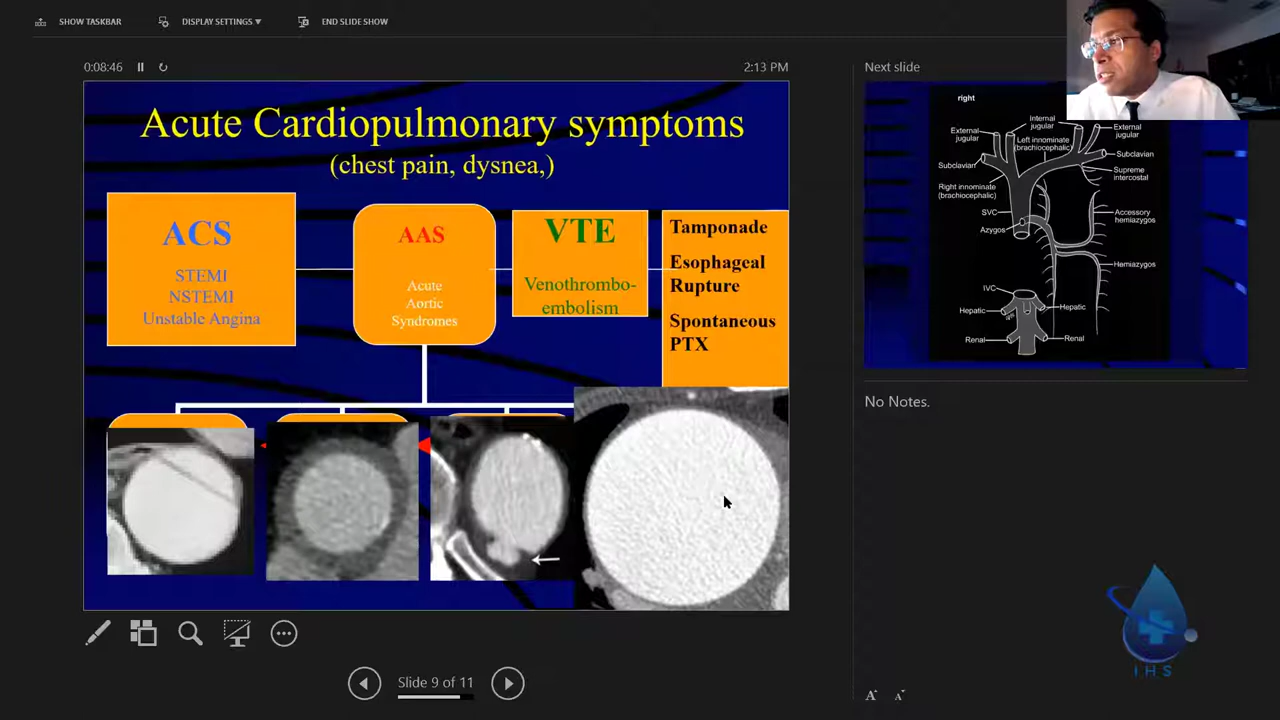 SHOW TASKBAR
DISPLAY SETTINGS
END SLIDE SHOW
0:08:46
2:13 PM
Acute Cardiopulmonary symptoms
(chest pain, dysnea,)
ACS
STEMI
NSTEMI
Unstable Angina
AAS
Acute
Aortic
Syndromes
VTE
Venothrombo-
embolism
Tamponade
Esophageal
Rupture
Spontaneous
PTX
Slide 9 of 11
Next slide
right
Internal
jugular
External
jugular
External
jugular
Left innominate
(brachiocephalic)
Subclavian
Subclavian
Supreme
intercostal
Right innominate
(brachiocephalic)
SVC
Accessory
hemiazygos
Azygos
Hemiazygos
IVC
Hepatic
Hepatic
Renal
Renal
No Notes.
IHS
A
A